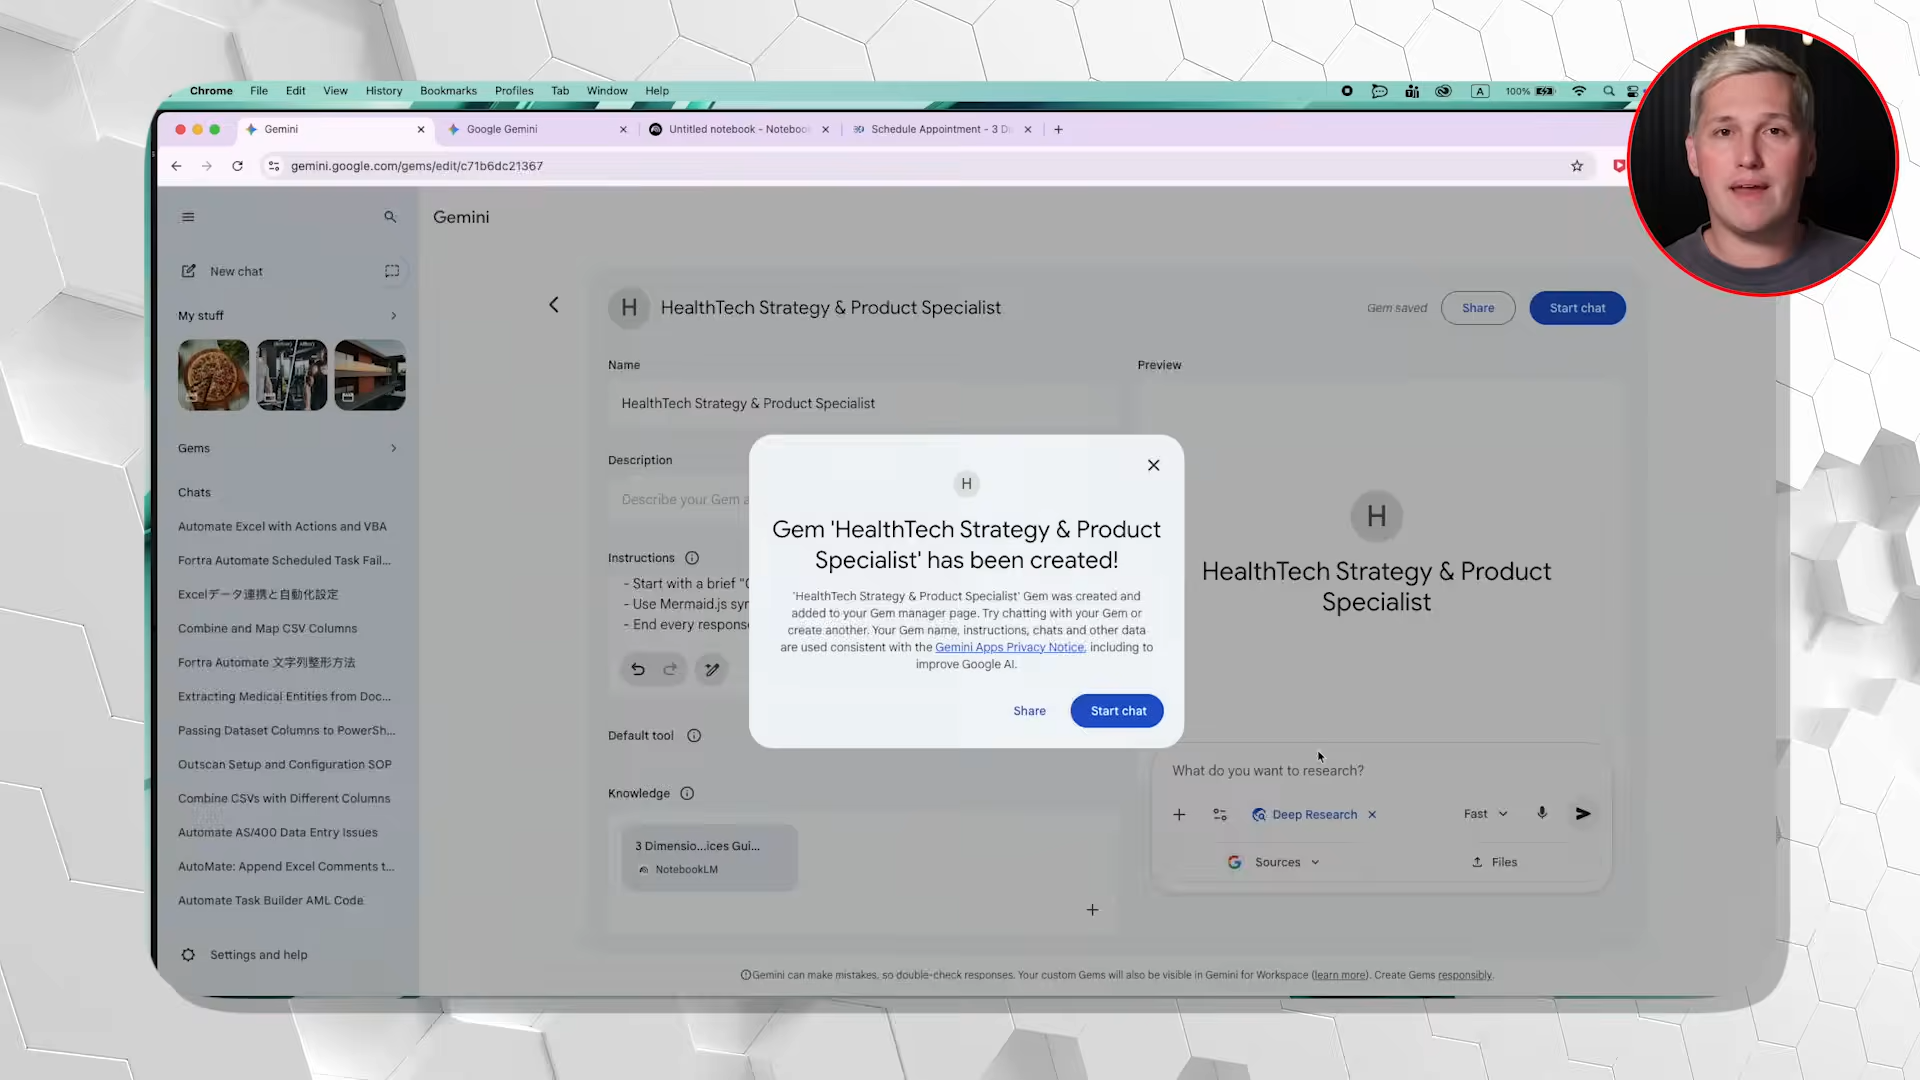 Chrome File Edit View History Bookmarks Profiles Tab Window Help
A 100%
Gemini
Google Gemini
Untitled notebook - Noteboo
Schedule Appointment - 3 D
gemini.google.com/gems/edit/c71b6dc21367
New chat
My stuff
Gems
Chats
Automate Excel with Actions and VBA
Fortra Automate Scheduled Task Fail...
Excelデータ連携と自動化設定
Combine and Map CSV Columns
Fortra Automate 文字列整形方法
Extracting Medical Entities from Doc...
Passing Dataset Columns to PowerSh...
Outscan Setup and Configuration SOP
Combine CSVs with Different Columns
Automate AS/400 Data Entry Issues
AutoMate: Append Excel Comments t...
Automate Task Builder AML Code
Settings and help
Gemini
H
HealthTech Strategy & Product Specialist
Gem saved
Share
Start chat
Name
HealthTech Strategy & Product Specialist
Description
Describe your Gem a
Instructions
- Start with a brief
- Use Mermaid.js
- End every
Default tool
Knowledge
3 Dimensio...ices Gui...
NotebookLM
H
Gem 'HealthTech Strategy & Product
Specialist' has been created!
'HealthTech Strategy & Product Specialist' Gem was created and
added to your Gem manager page. Try chatting with your Gem or
create another. Your Gem name, instructions, chats and other data
are used consistent with the Gemini Apps Privacy Notice, including to
improve Google AI.
Share
Start chat
Preview
H
HealthTech Strategy & Product
Specialist
What do you want to research?
Deep Research
Fast
Sources
Files
Gemini can make mistakes, so double-check responses. Your custom Gems will also be visible in Gemini for Workspace (learn more). Create Gems responsibly.